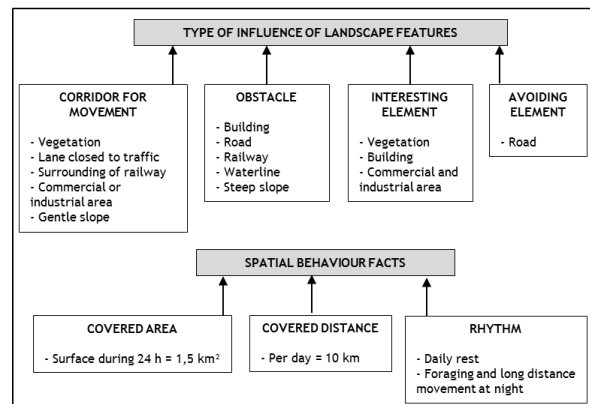 TYPE OF INFLUENCE OF LANDSCAPE FEATURES
CORRIDOR FOR
MOVEMENT
- Vegetation
- Lane closed to traffic
- Surrounding of railway
- Commercial or
industrial area
- Gentle slope
OBSTACLE
- Building
- Road
- Railway
- Waterline
- Steep slope
INTERESTING
ELEMENT
- Vegetation
- Building
- Commercial and
industrial area
AVOIDING
ELEMENT
- Road
SPATIAL BEHAVIOUR FACTS
COVERED AREA
- Surface during 24 h = 1,5 km²
COVERED DISTANCE
- Per day = 10 km
RHYTHM
- Daily rest
- Foraging and long distance
movement at night